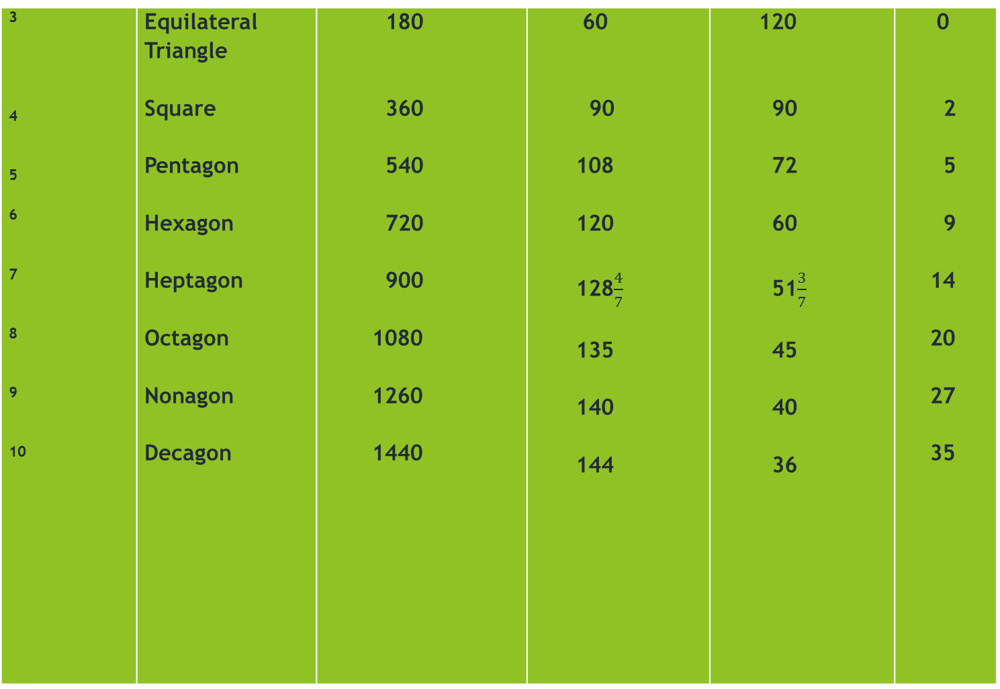 3 Equilateral Triangle 180 60 120 0
4 Square 360 90 90 2
5 Pentagon 540 108 72 5
6 Hexagon 720 120 60 9
7 Heptagon 900 128 4/7 51 3/7 14
8 Octagon 1080 135 45 20
9 Nonagon 1260 140 40 27
10 Decagon 1440 144 36 35